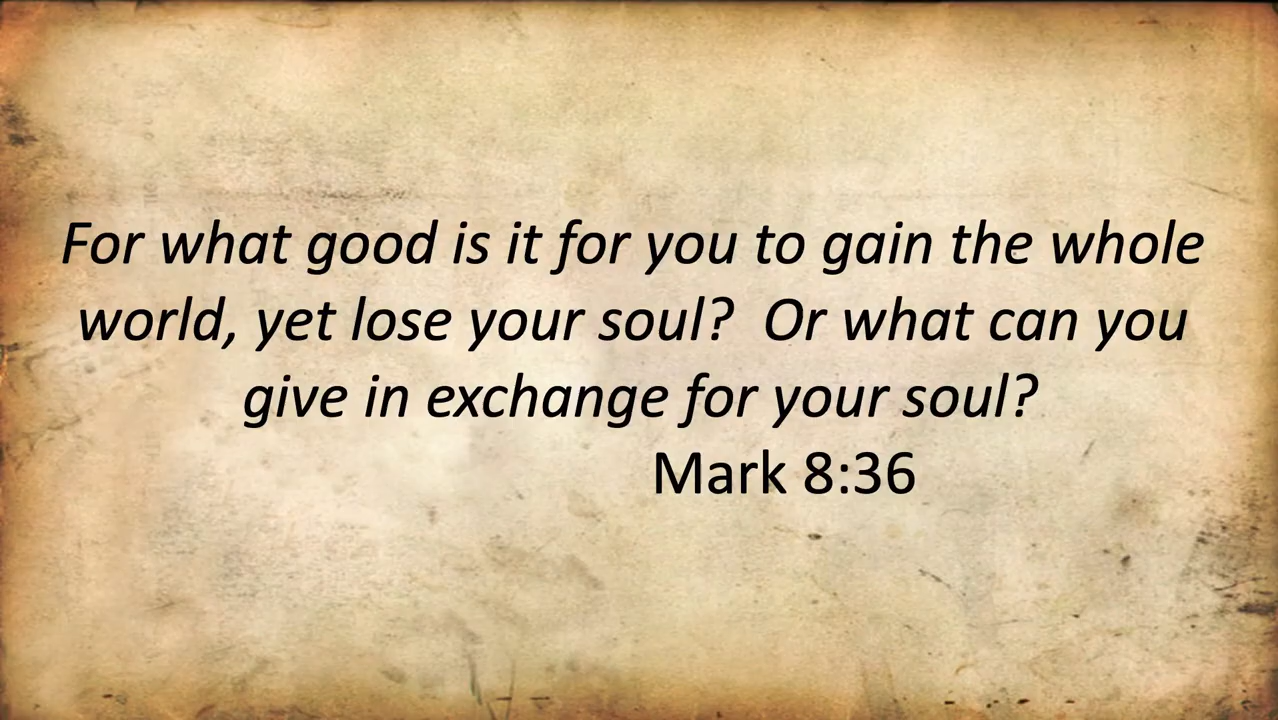 For what good is it for you to gain the whole
world, yet lose your soul?  Or what can you
give in exchange for your soul?
Mark 8:36